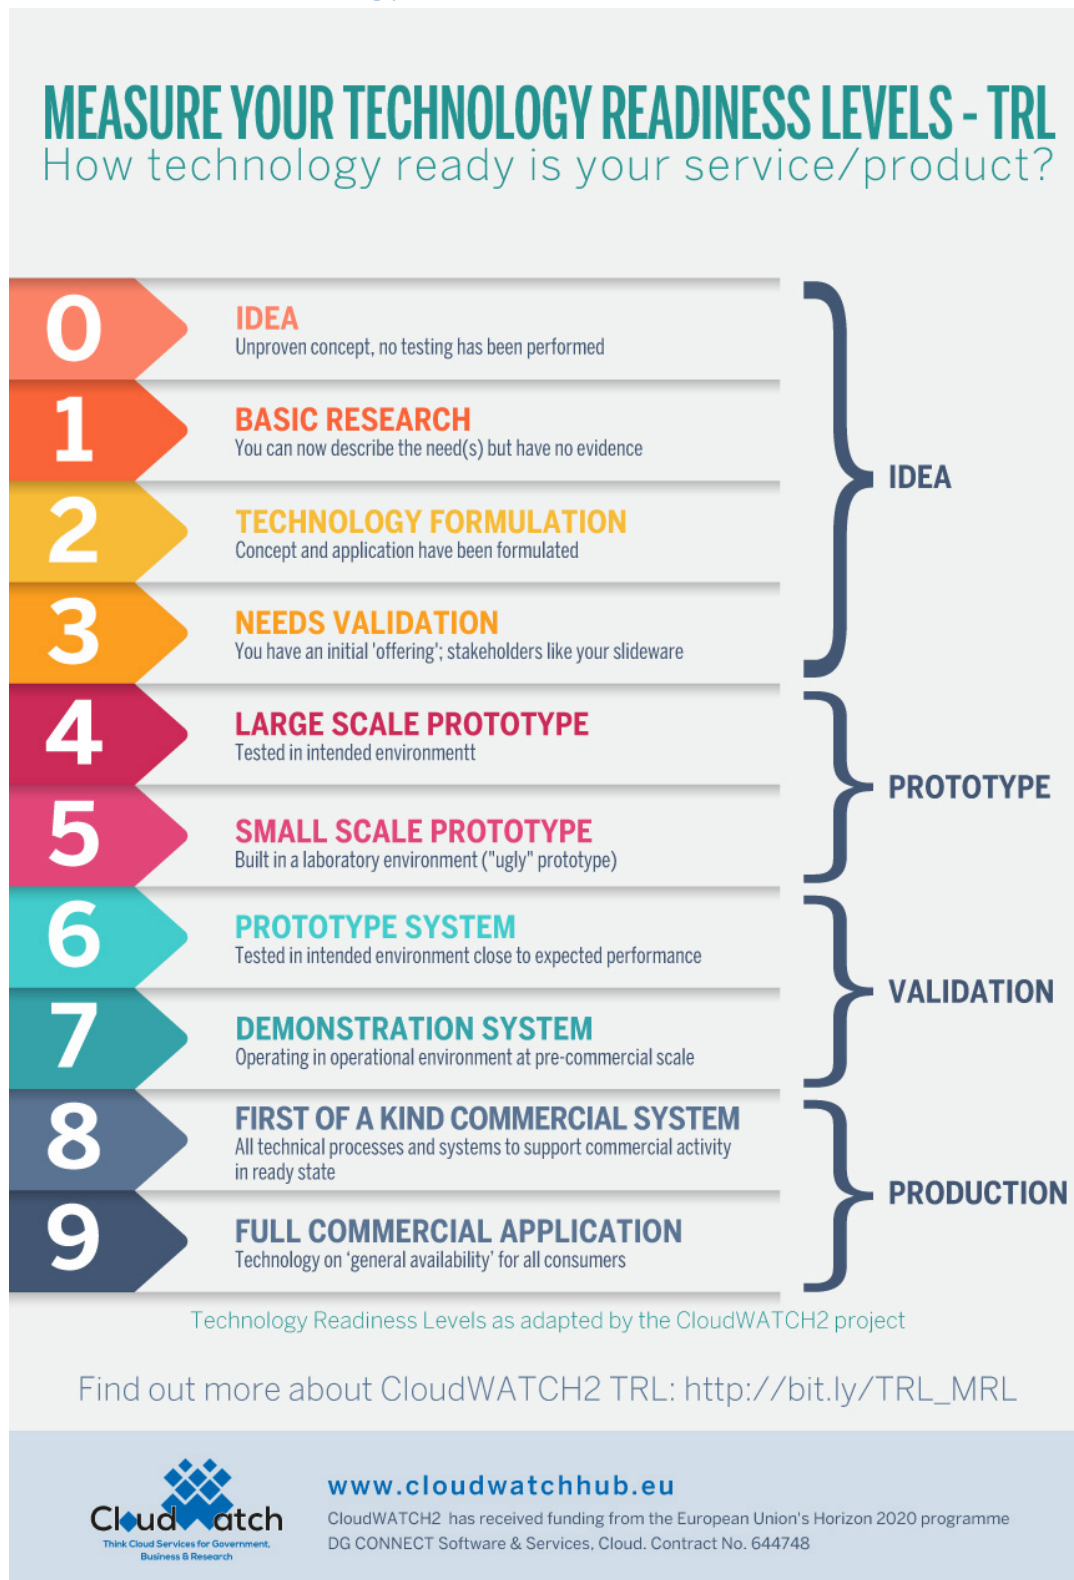 MEASURE YOUR TECHNOLOGY READINESS LEVELS - TRL
How technology ready is your service/product?
0
IDEA
Unproven concept, no testing has been performed
1
BASIC RESEARCH
You can now describe the need(s) but have no evidence
2
TECHNOLOGY FORMULATION
Concept and application have been formulated
3
NEEDS VALIDATION
You have an initial 'offering'; stakeholders like your slideware
IDEA
4
LARGE SCALE PROTOTYPE
Tested in intended environmentt
5
SMALL SCALE PROTOTYPE
Built in a laboratory environment ("ugly" prototype)
PROTOTYPE
6
PROTOTYPE SYSTEM
Tested in intended environment close to expected performance
7
DEMONSTRATION SYSTEM
Operating in operational environment at pre-commercial scale
VALIDATION
8
FIRST OF A KIND COMMERCIAL SYSTEM
All technical processes and systems to support commercial activity
in ready state
9
FULL COMMERCIAL APPLICATION
Technology on ‘general availability’ for all consumers
PRODUCTION
Technology Readiness Levels as adapted by the CloudWATCH2 project
Find out more about CloudWATCH2 TRL: http://bit.ly/TRL_MRL
CloudWatch
Think Cloud Services for Government,
Business & Research
www.cloudwatchhub.eu
CloudWATCH2 has received funding from the European Union's Horizon 2020 programme
DG CONNECT Software & Services, Cloud. Contract No. 644748